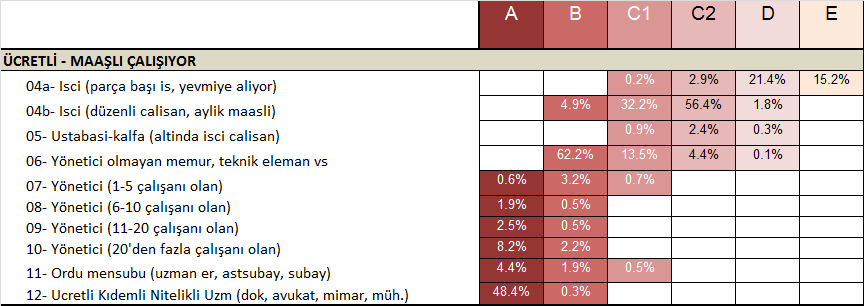 A B C1 C2 D E
ÜCRETLİ - MAAŞLI ÇALIŞIYOR
04a- Isci (parça başı is, yevmiye aliyor) 0.2% 2.9% 21.4% 15.2%
04b- Isci (düzenli calisan, aylik maasli) 4.9% 32.2% 56.4% 1.8%
05- Ustabasi-kalfa (altinda isci calisan) 0.9% 2.4% 0.3%
06- Yönetici olmayan memur, teknik eleman vs 62.2% 13.5% 4.4% 0.1%
07- Yönetici (1-5 çalışanı olan) 0.6% 3.2% 0.7%
08- Yönetici (6-10 çalışanı olan) 1.9% 0.5%
09- Yönetici (11-20 çalışanı olan) 2.5% 0.5%
10- Yönetici (20'den fazla çalışanı olan) 8.2% 2.2%
11- Ordu mensubu (uzman er, astsubay, subay) 4.4% 1.9% 0.5%
12- Ucretli Kıdemli Nitelikli Uzm (dok, avukat, mimar, müh.) 48.4% 0.3%